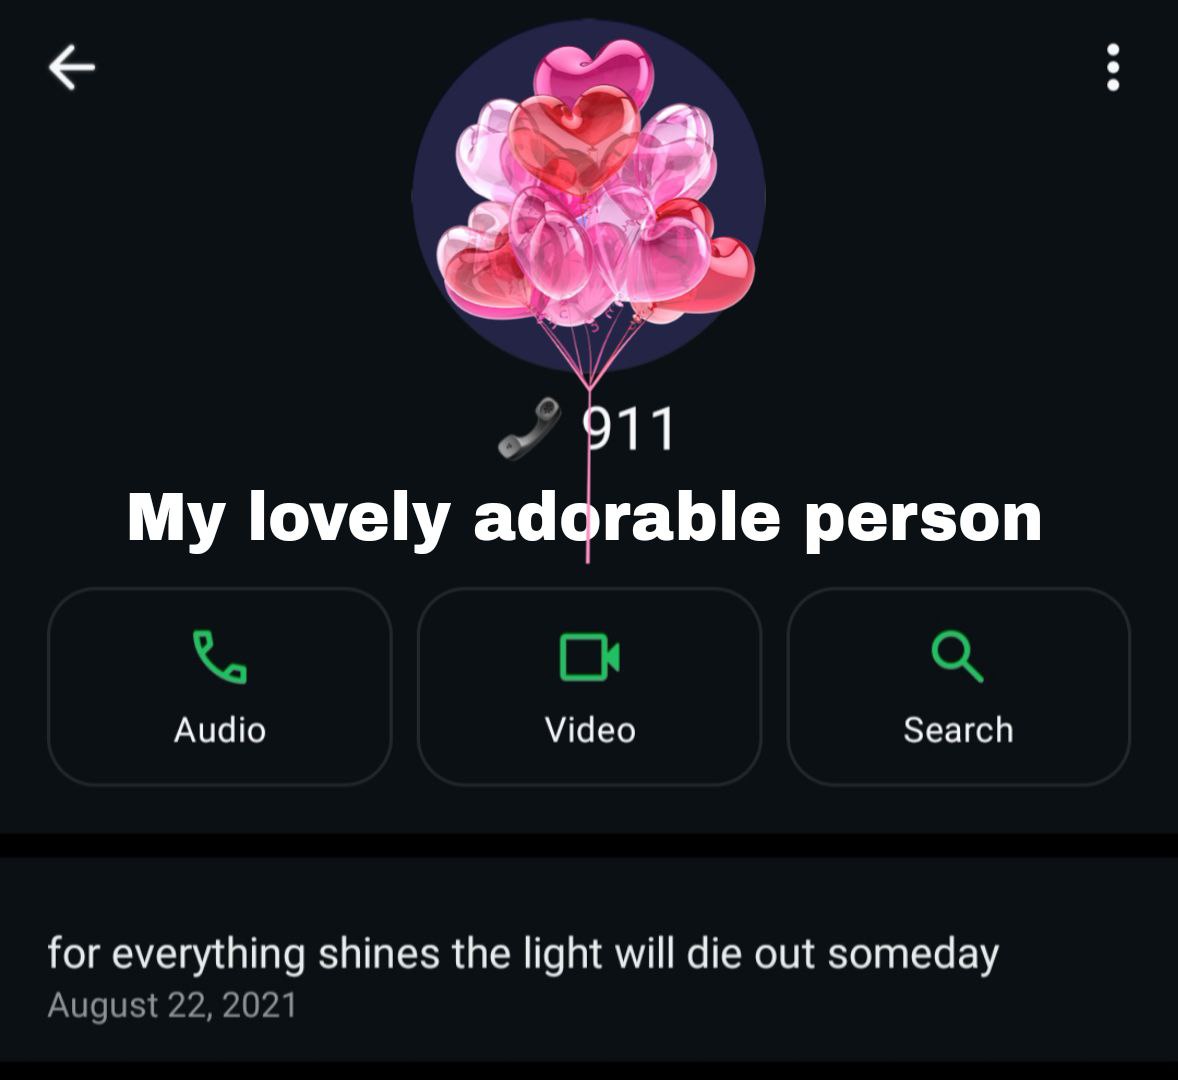 📞 911
My lovely adorable person
Audio
Video
Search
for everything shines the light will die out someday
August 22, 2021